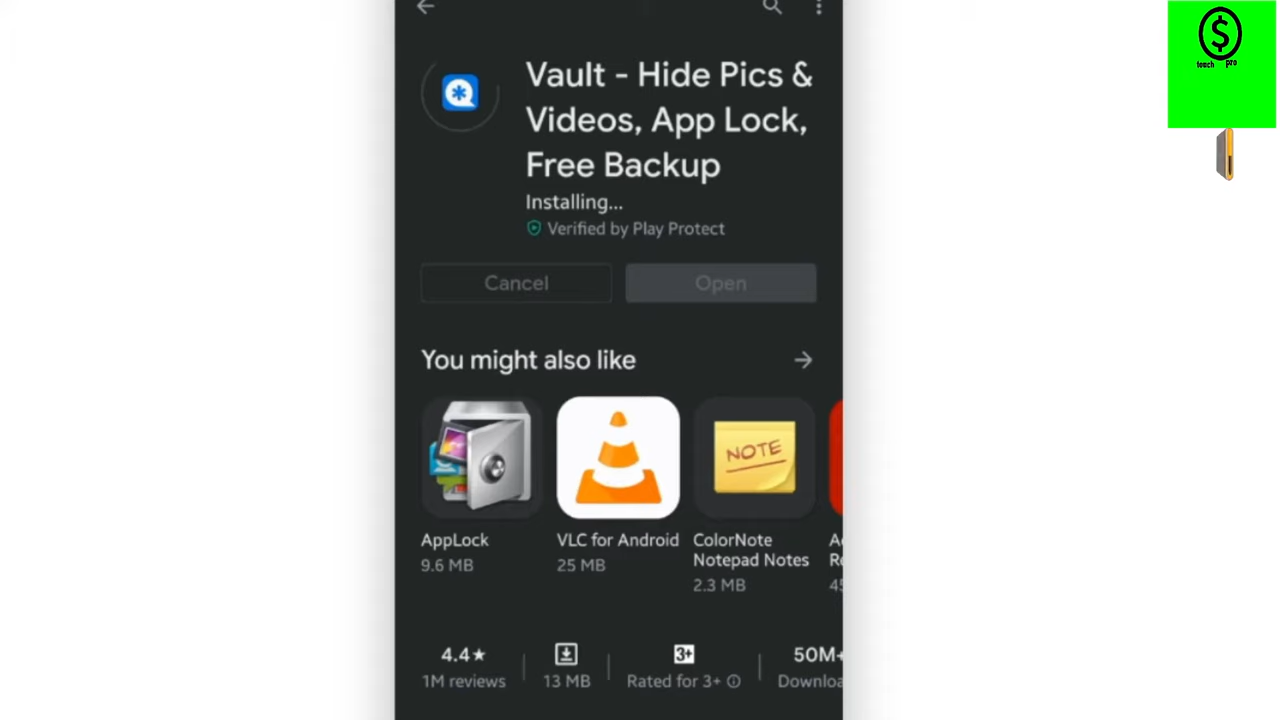 $
touch pro
Vault - Hide Pics &
Videos, App Lock,
Free Backup
Installing...
Verified by Play Protect
Cancel
Open
You might also like
NOTE
AppLock
9.6 MB
VLC for Android
25 MB
ColorNote
Notepad Notes
2.3 MB
4.4★
1M reviews
13 MB
3+
Rated for 3+
50M+